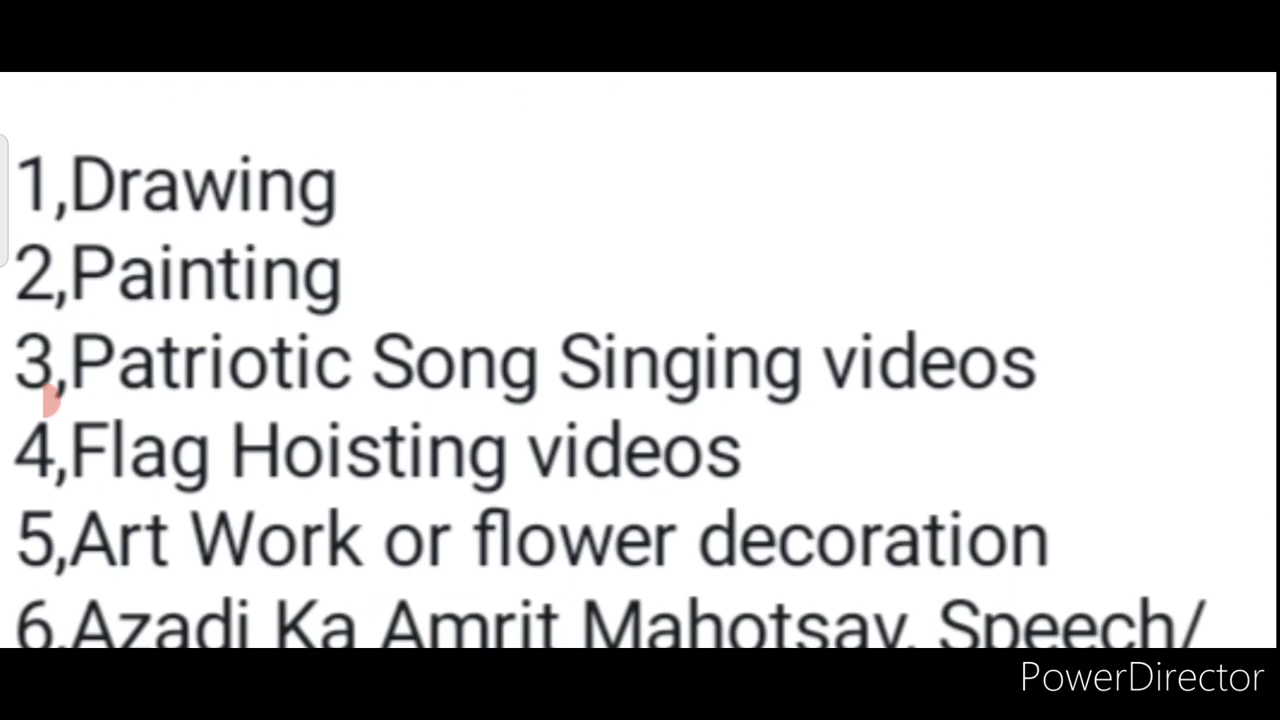 1,Drawing
2,Painting
3,Patriotic Song Singing videos
4,Flag Hoisting videos
5,Art Work or flower decoration
6,Azadi Ka Amrit Mahotsav, Speech/
PowerDirector